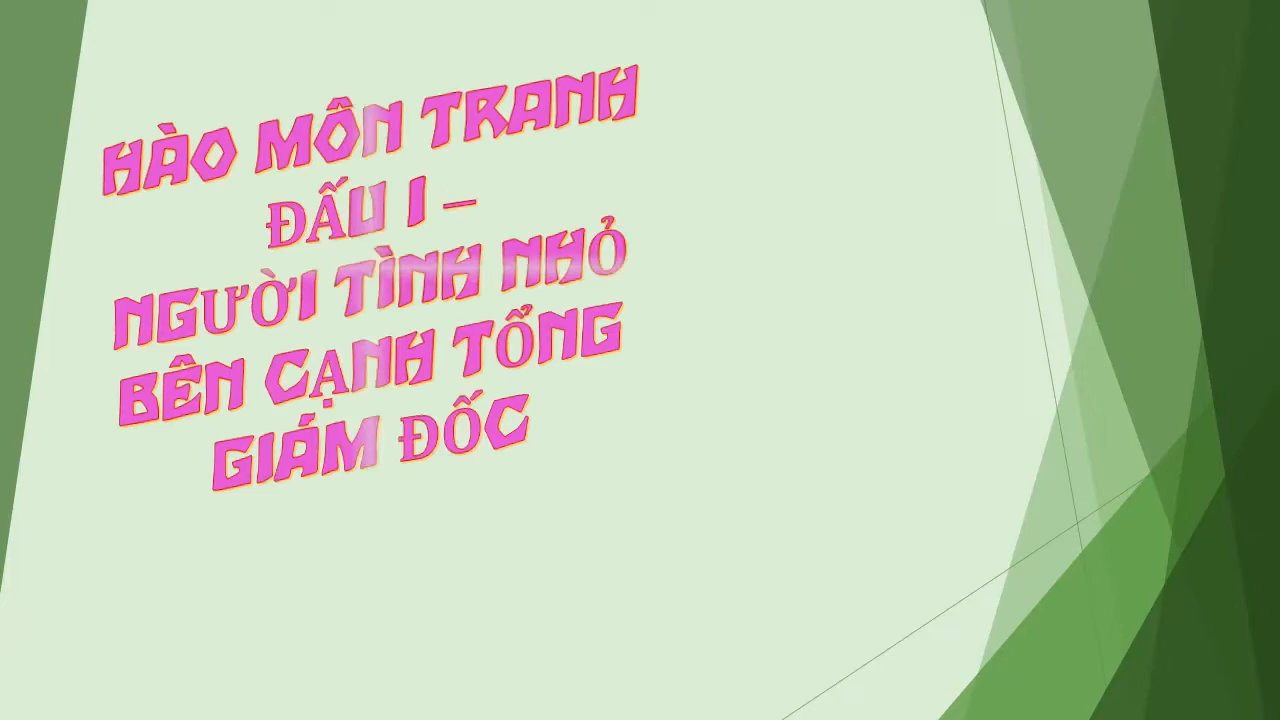 HÀO MÔN TRANH
ĐẤU I –
NGƯỜI TÌNH NHỎ
BÊN CẠNH TỔNG
GIÁM ĐỐC